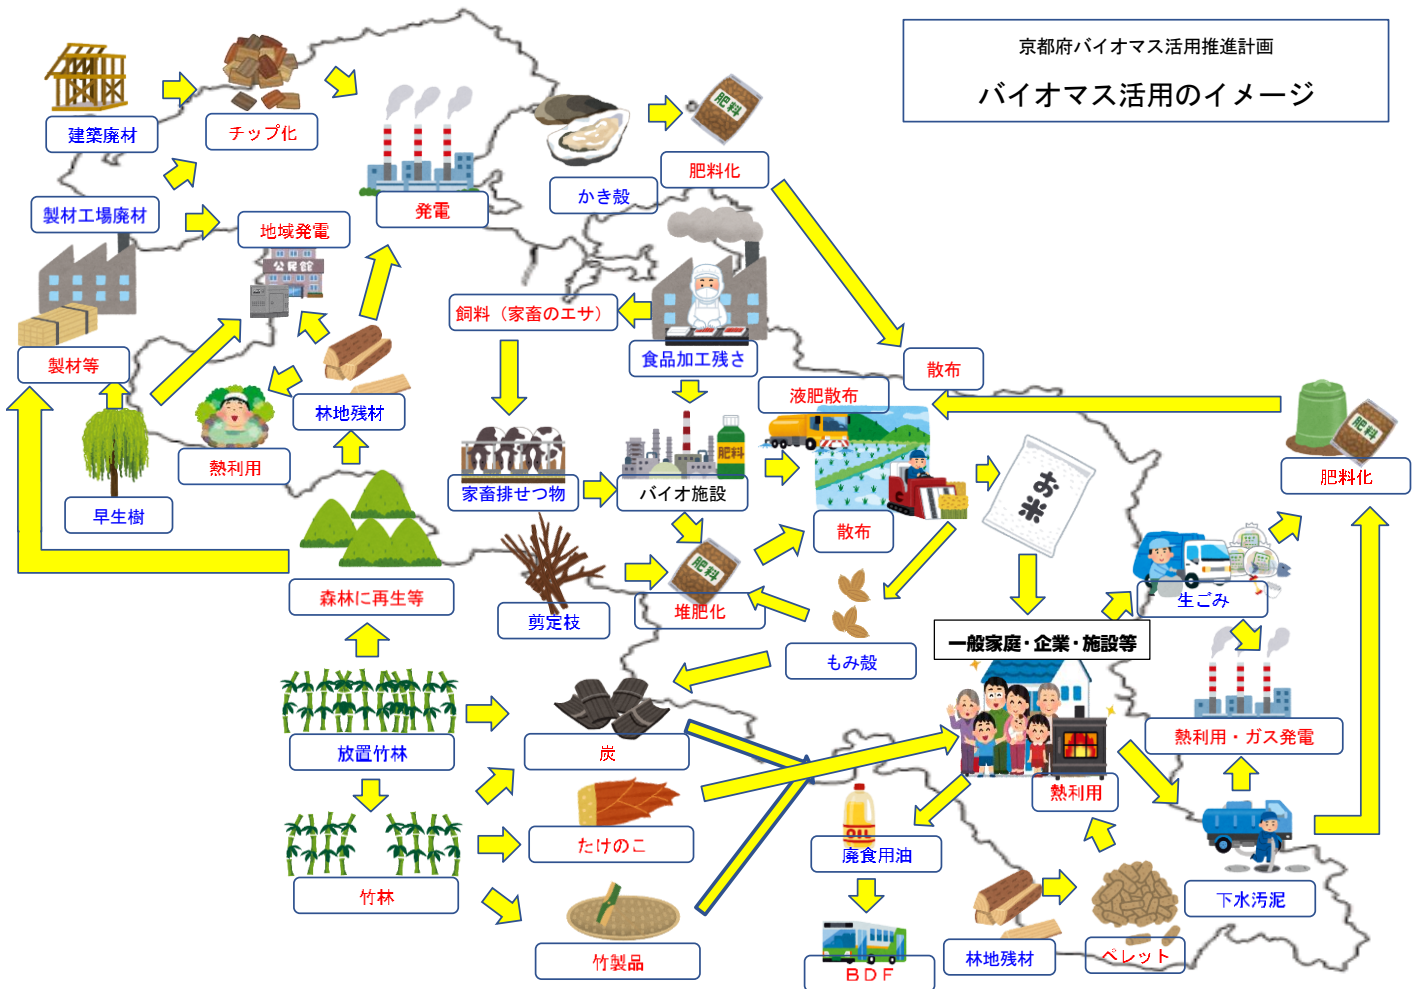 京都府バイオマス活用推進計画
バイオマス活用のイメージ
建築廃材
チップ化
肥料
肥料化
かき殻
発電
製材工場廃材
地域発電
公民館
飼料（家畜のエサ）
食品加工残さ
製材等
林地残材
熱利用
早生樹
液肥散布
散布
肥料
肥料化
家畜排せつ物
肥料
バイオ施設
散布
お米
森林に再生等
剪定枝
肥料
堆肥化
もみ殻
生ごみ
一般家庭・企業・施設等
放置竹林
炭
熱利用・ガス発電
熱利用
たけのこ
OIL
廃食用油
竹林
下水汚泥
竹製品
BDF
林地残材
ペレット